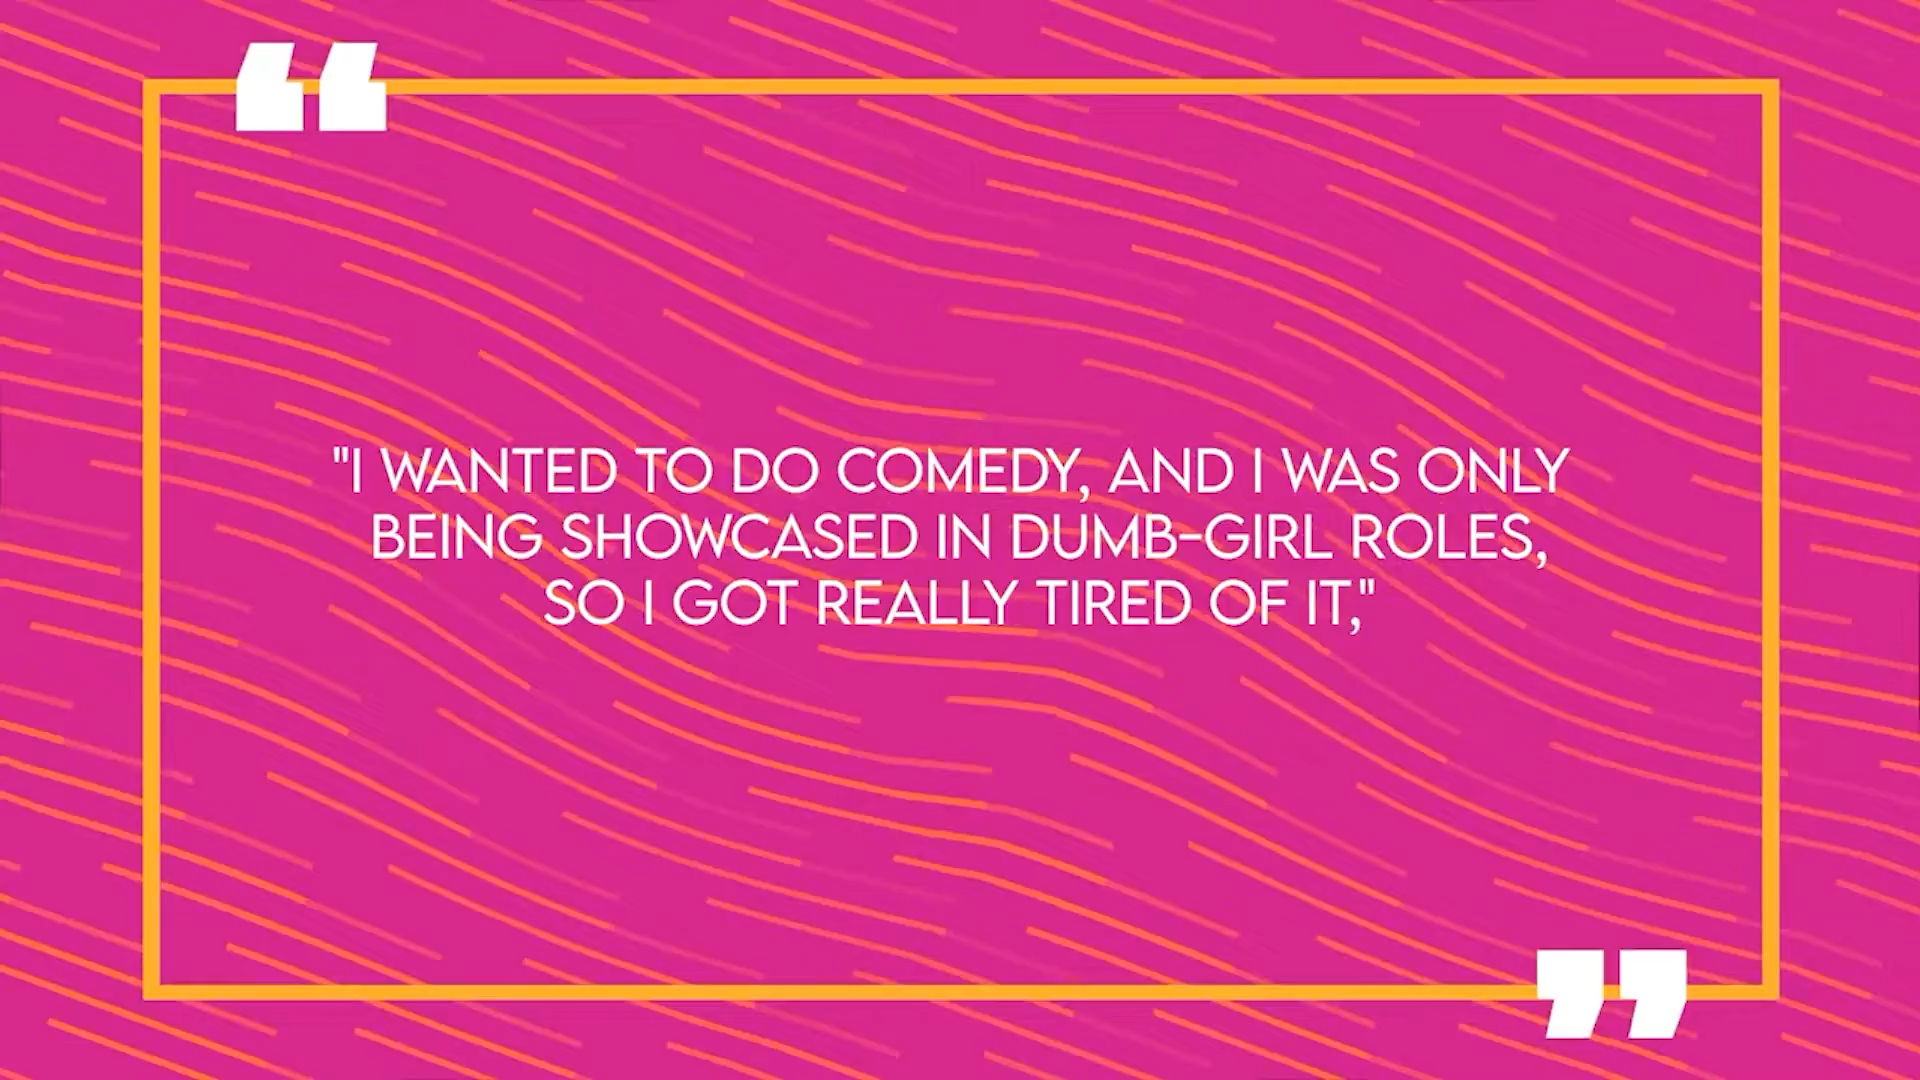 "I WANTED TO DO COMEDY, AND I WAS ONLY
BEING SHOWCASED IN DUMB-GIRL ROLES,
SO I GOT REALLY TIRED OF IT,"